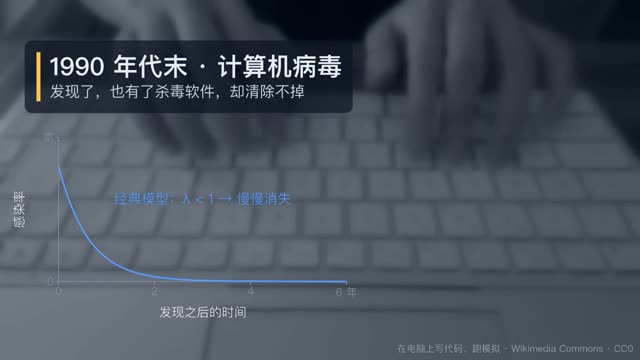 1990 年代末 · 计算机病毒
发现了，也有了杀毒软件，却清除不掉
高
感染率
经典模型：λ < 1 → 慢慢消失
0
0 2 4 6 年
发现之后的时间
在电脑上写代码、跑模拟 · Wikimedia Commons · CC0